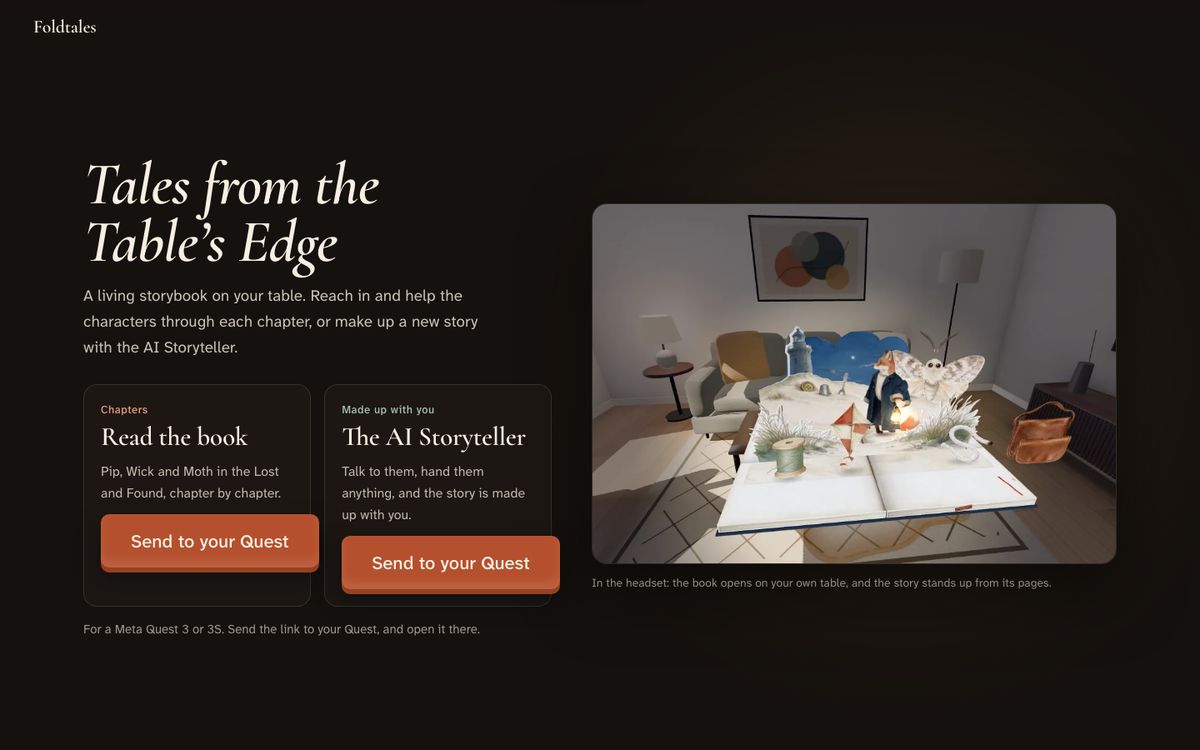 Foldtales
Tales from the
Table’s Edge
A living storybook on your table. Reach in and help the
characters through each chapter, or make up a new story
with the AI Storyteller.
Chapters
Read the book
Pip, Wick and Moth in the Lost
and Found, chapter by chapter.
Send to your Quest
Made up with you
The AI Storyteller
Talk to them, hand them
anything, and the story is made
up with you.
Send to your Quest
For a Meta Quest 3 or 3S. Send the link to your Quest, and open it there.
In the headset: the book opens on your own table, and the story stands up from its pages.